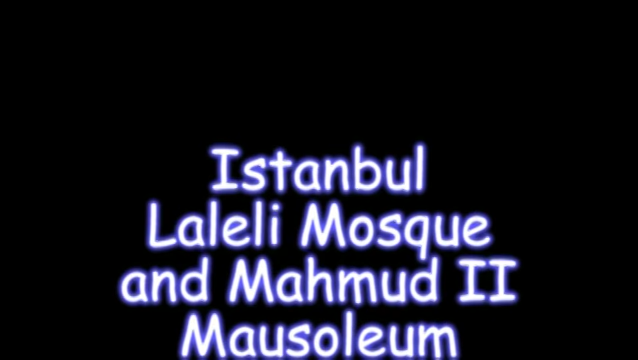 Istanbul
Laleli Mosque
and Mahmud II
Mausoleum